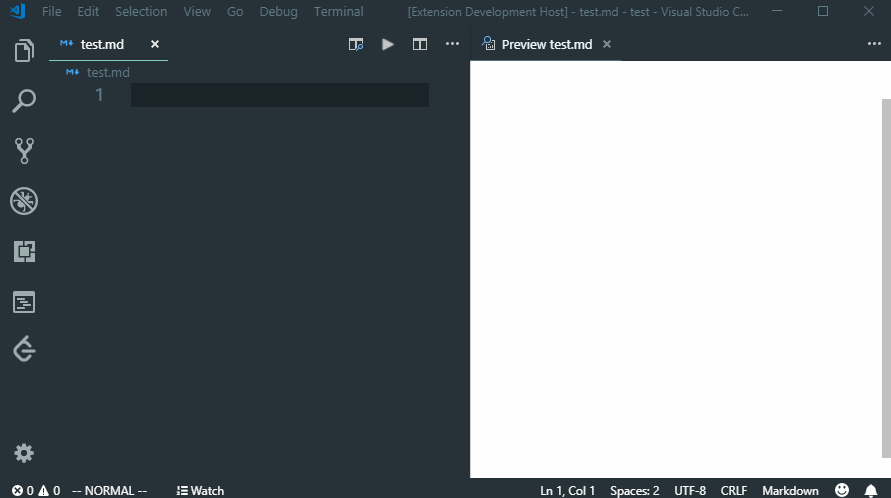 File Edit Selection View Go Debug Terminal [Extension Development Host] - test.md - test - Visual Studio C...
test.md Preview test.md
test.md
1
0 0 -- NORMAL -- Watch Ln 1, Col 1 Spaces: 2 UTF-8 CRLF Markdown